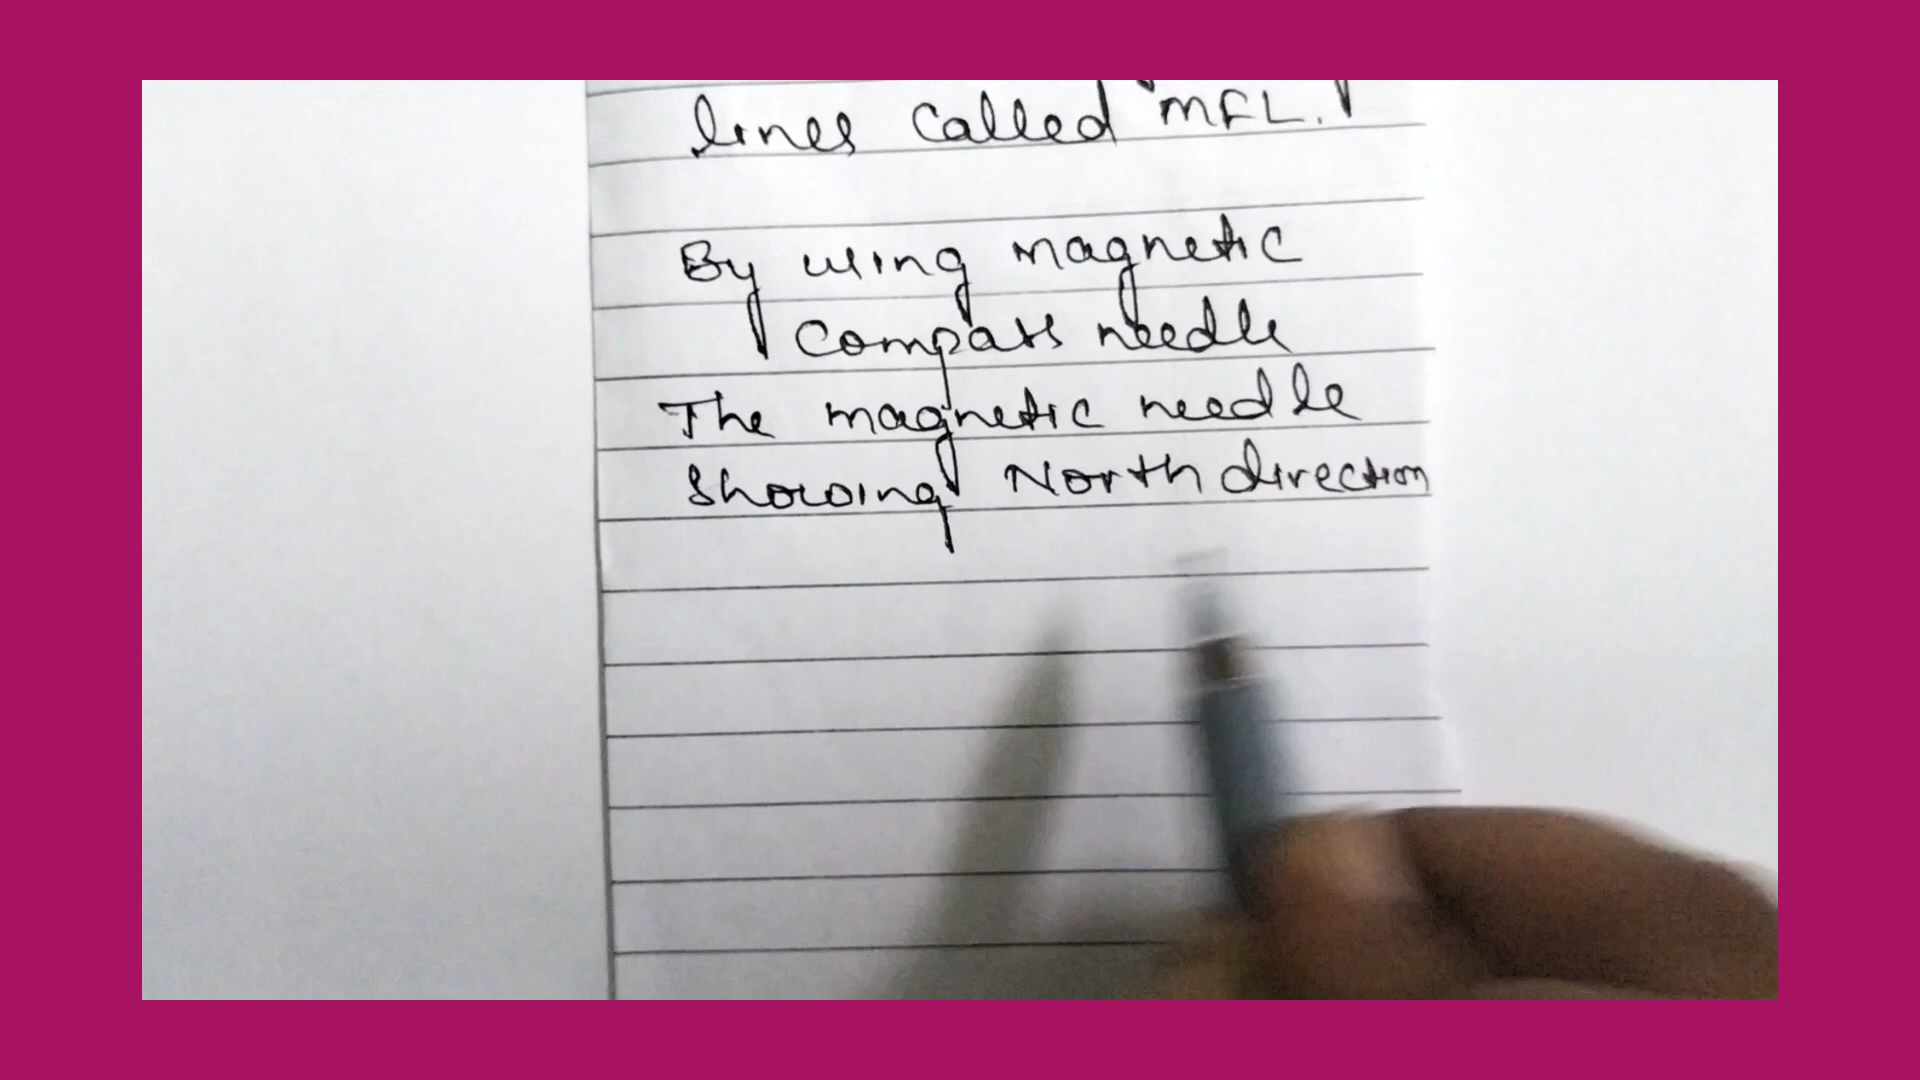 lines called "MFL."
By using magnetic
compass needle
The magnetic needle
showing North direction